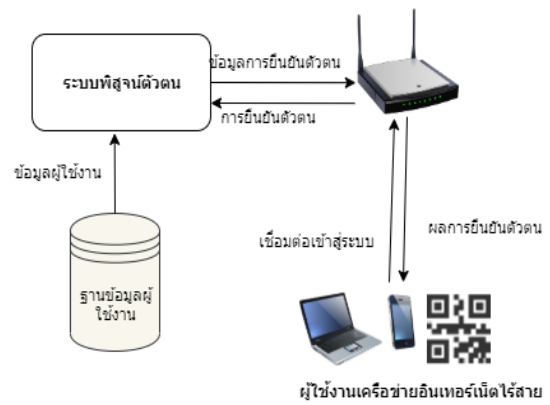 ข้อมูลการยืนยันตัวตน
ระบบพิสูจน์ตัวตน
การยืนยันตัวตน
ข้อมูลผู้ใช้งาน
เชื่อมต่อเข้าสู่ระบบ
ผลการยืนยันตัวตน
ฐานข้อมูลผู้
ใช้งาน
ผู้ใช้งานเครือข่ายอินเทอร์เน็ตไร้สาย